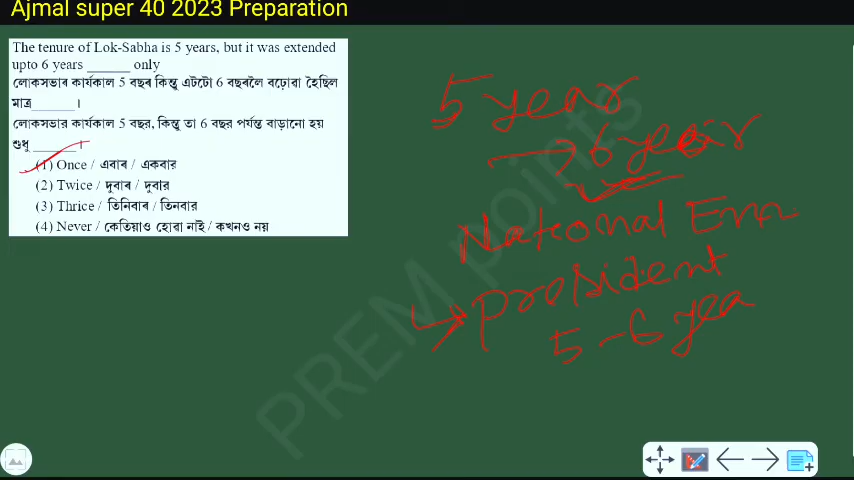 Ajmal super 40 2023 Preparation
The tenure of Lok-Sabha is 5 years, but it was extended
upto 6 years ______ only
লোকসভাৰ কাৰ্যকাল 5 বছৰ কিন্তু এটটো 6 বছৰলৈ বঢ়োৱা হৈছিল
মাত্ৰ______ ।
লোকসভার কার্যকাল 5 বছর, কিন্তু তা 6 বছর পর্যন্ত বাড়ানো হয়
শুধু ______ ।
(1) Once / এবাৰ / একবার
(2) Twice / দুবাৰ / দুবার
(3) Thrice / তিনিবাৰ / তিনবার
(4) Never / কেতিয়াও হোৱা নাই / কখনও নয়
5 year
6 year
National
President
5-6 yea
PREM points